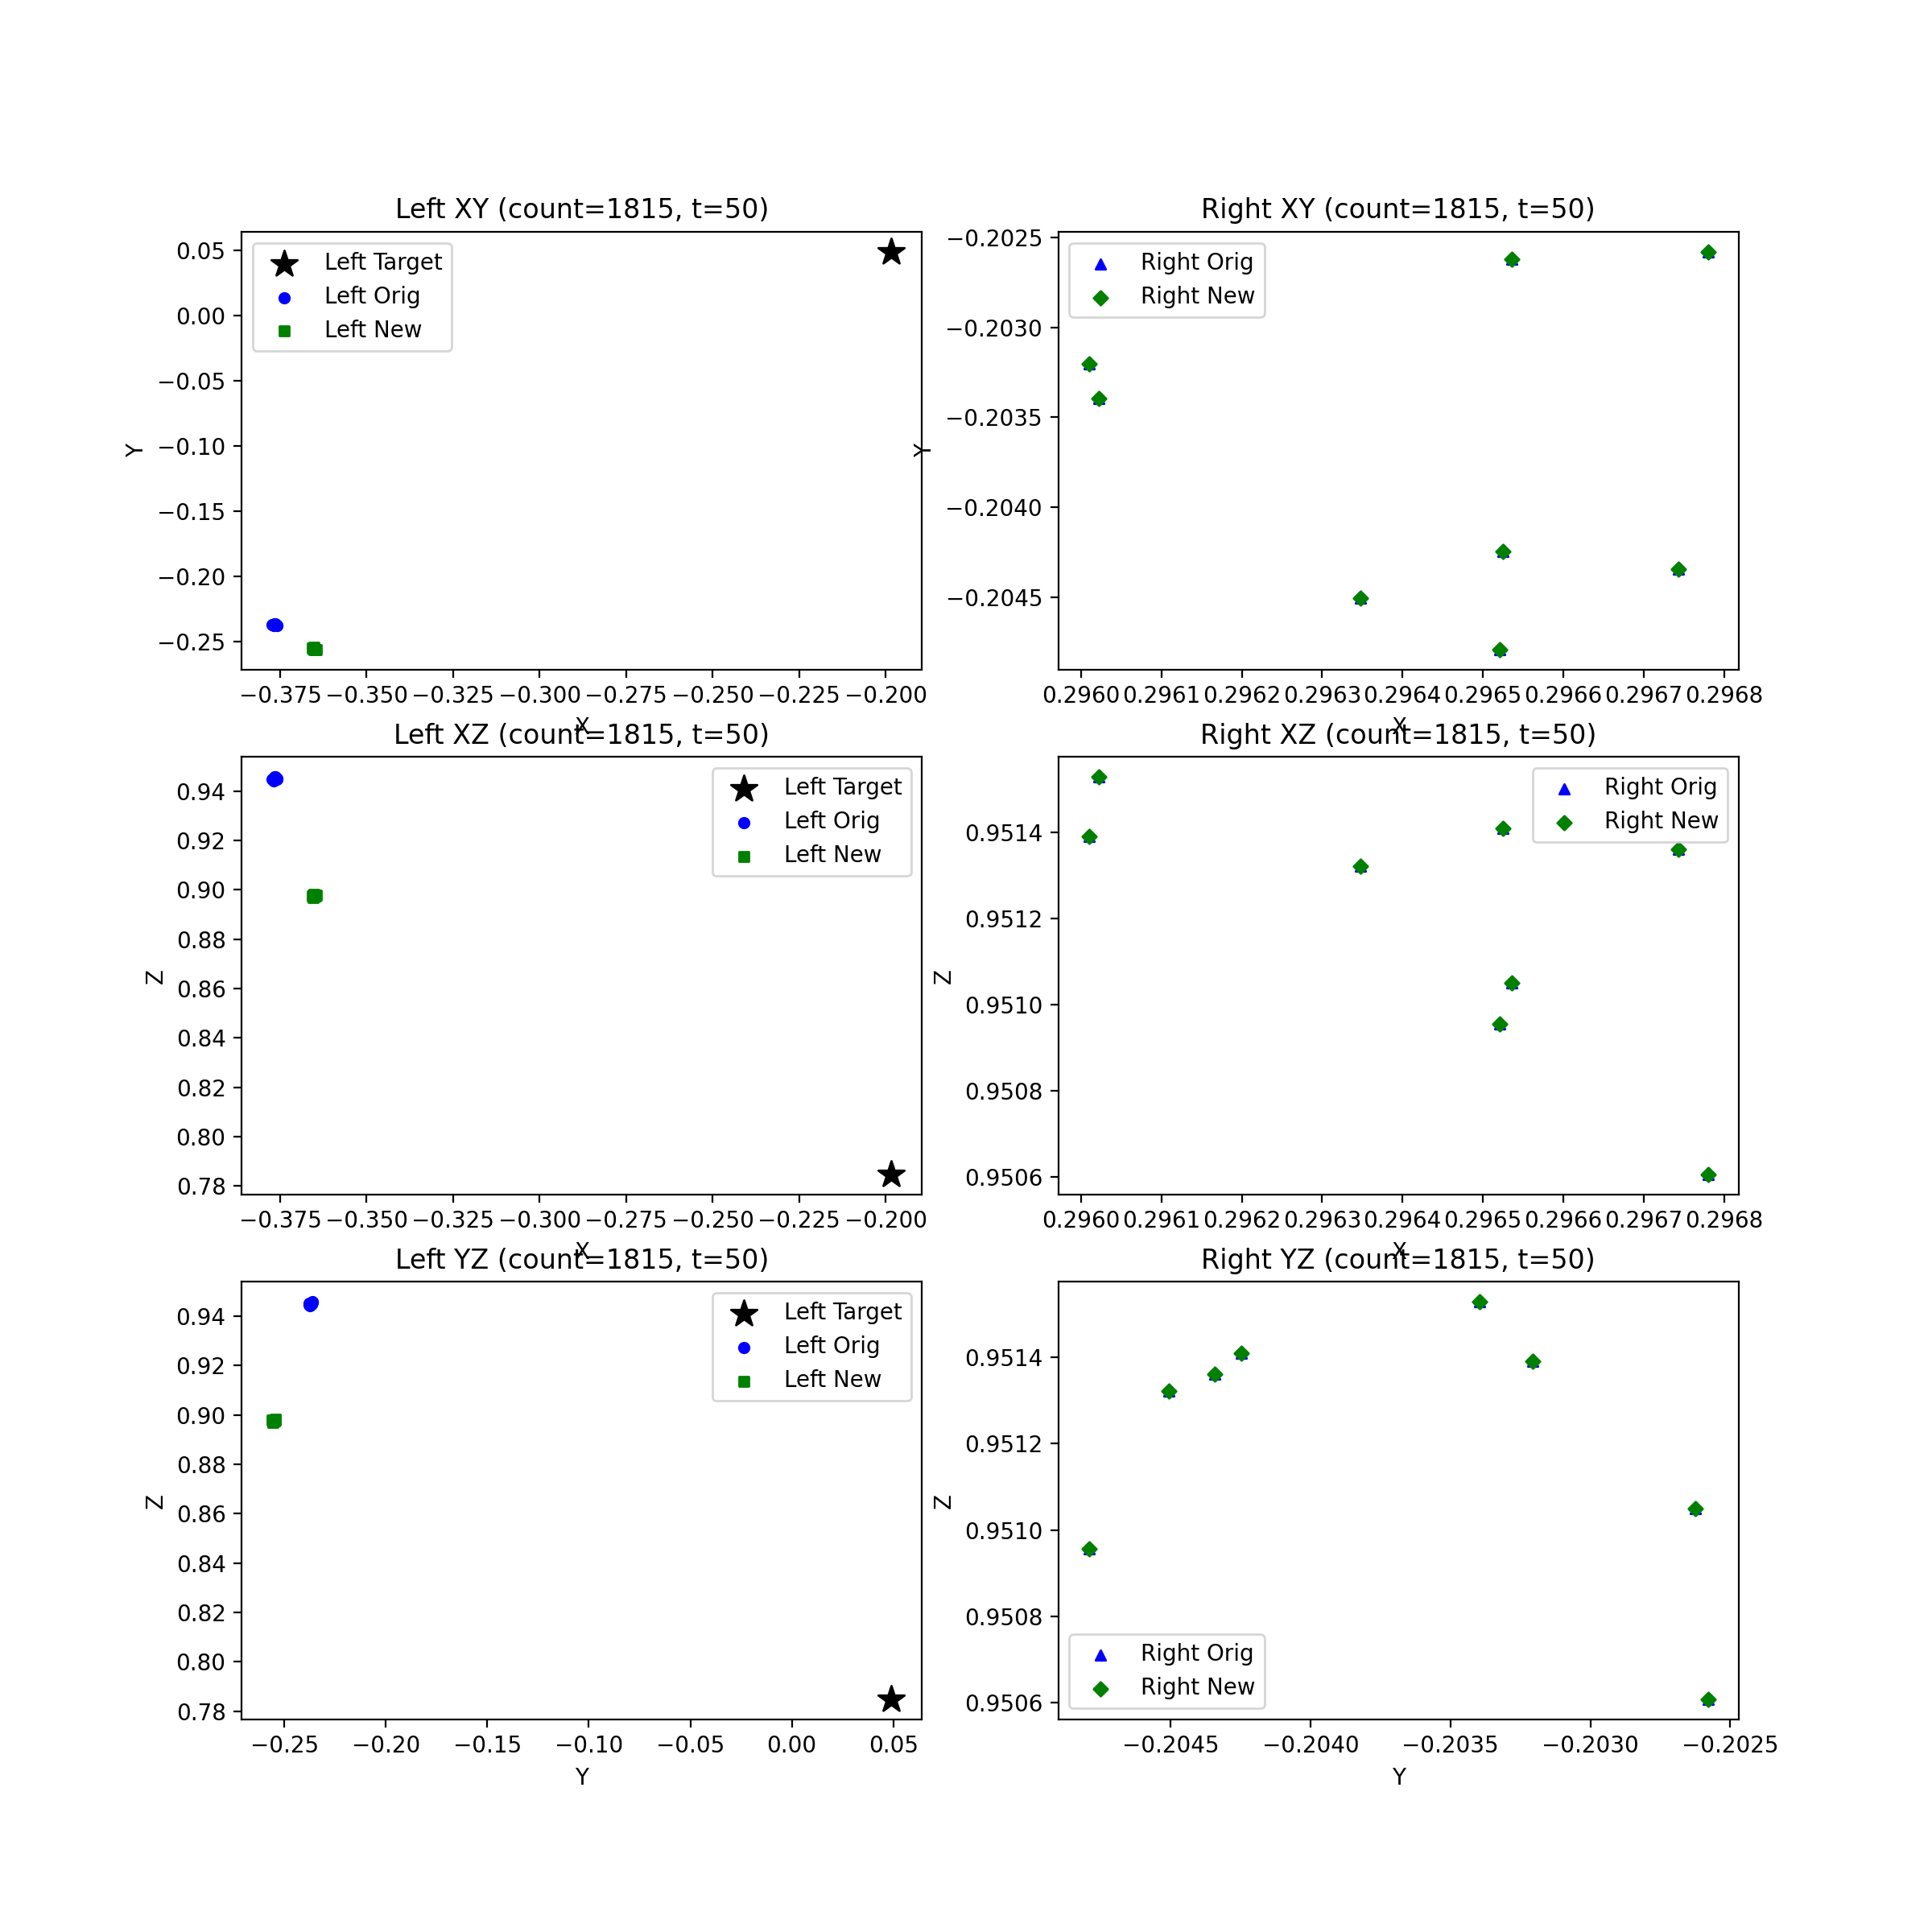 Left XY (count=1815, t=50)
Left Target
Left Orig
Left New
0.05
0.00
−0.05
−0.10
−0.15
−0.20
−0.25
Y
−0.375 −0.350 −0.325 −0.300 −0.275 −0.250 −0.225 −0.200
X
Right XY (count=1815, t=50)
Right Orig
Right New
−0.2025
−0.2030
−0.2035
−0.2040
−0.2045
Y
0.2960 0.2961 0.2962 0.2963 0.2964 0.2965 0.2966 0.2967 0.2968
X
Left XZ (count=1815, t=50)
Left Target
Left Orig
Left New
0.94
0.92
0.90
0.88
0.86
0.84
0.82
0.80
0.78
Z
−0.375 −0.350 −0.325 −0.300 −0.275 −0.250 −0.225 −0.200
X
Right XZ (count=1815, t=50)
Right Orig
Right New
0.9514
0.9512
0.9510
0.9508
0.9506
Z
0.2960 0.2961 0.2962 0.2963 0.2964 0.2965 0.2966 0.2967 0.2968
X
Left YZ (count=1815, t=50)
Left Target
Left Orig
Left New
0.94
0.92
0.90
0.88
0.86
0.84
0.82
0.80
0.78
Z
−0.25 −0.20 −0.15 −0.10 −0.05 0.00 0.05
Y
Right YZ (count=1815, t=50)
Right Orig
Right New
0.9514
0.9512
0.9510
0.9508
0.9506
Z
−0.2045 −0.2040 −0.2035 −0.2030 −0.2025
Y